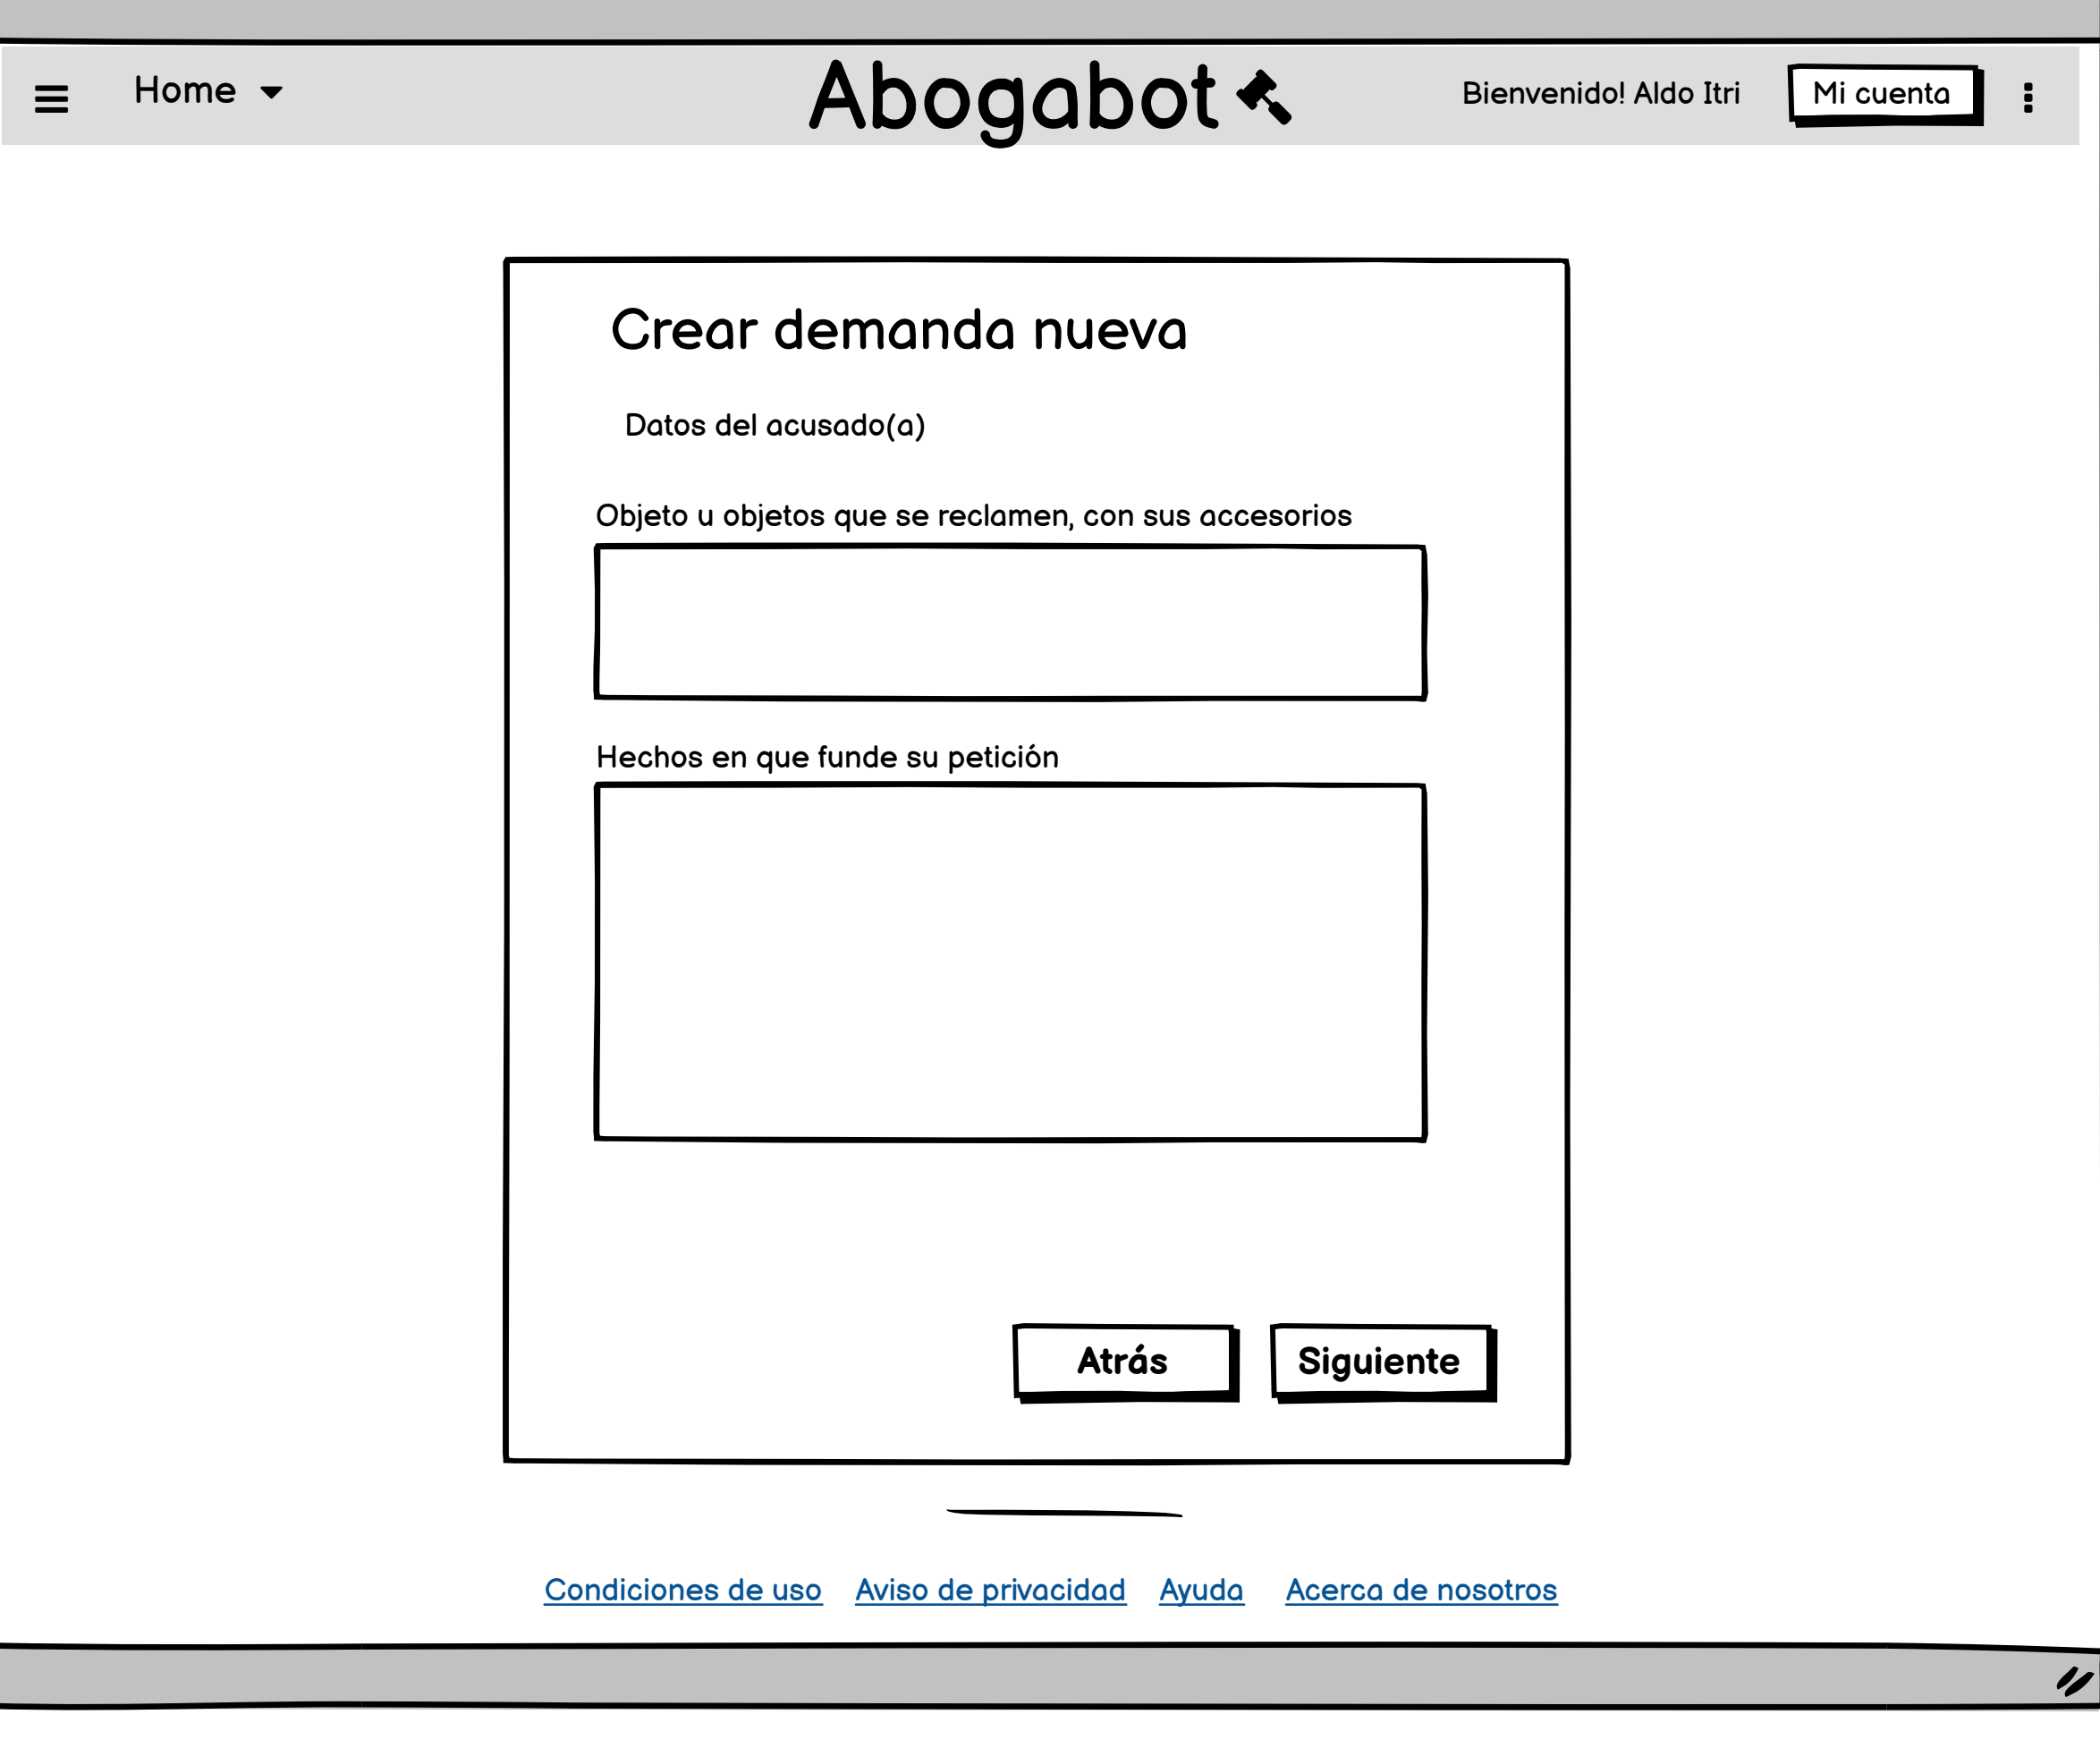 Home
Abogabot
Bienvenido! Aldo Itri
Mi cuenta
Crear demanda nueva
Datos del acusado(a)
Objeto u objetos que se reclamen, con sus accesorios
Hechos en que funde su petición
Atrás
Siguiente
Condiciones de uso Aviso de privacidad Ayuda Acerca de nosotros